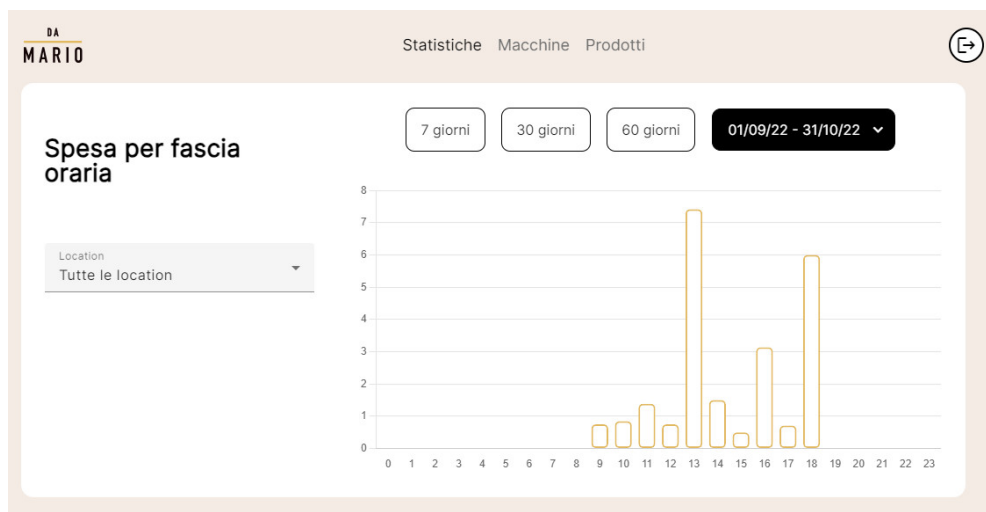 DA
MARIO
Statistiche Macchine Prodotti
7 giorni 30 giorni 60 giorni 01/09/22 - 31/10/22
Spesa per fascia
oraria
Location
Tutte le location
8
7
6
5
4
3
2
1
0
0 1 2 3 4 5 6 7 8 9 10 11 12 13 14 15 16 17 18 19 20 21 22 23